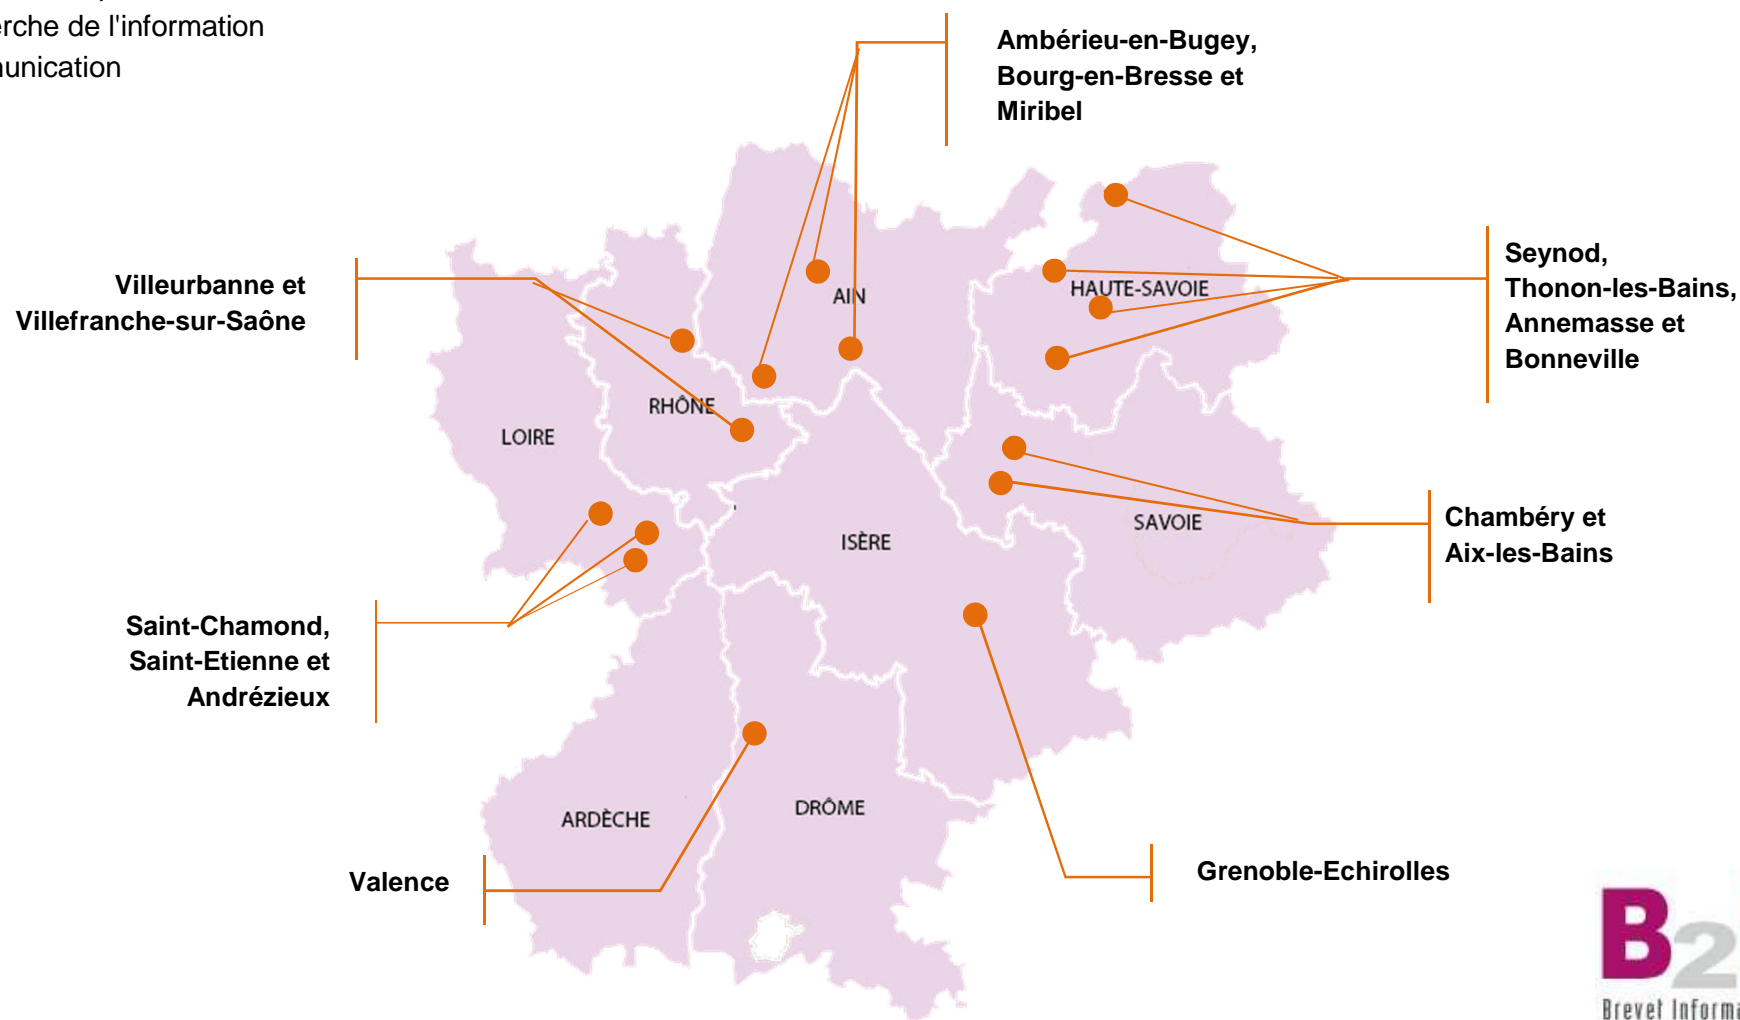 erche de l'information
unication
Ambérieu-en-Bugey,
Bourg-en-Bresse et
Miribel
Villeurbanne et
Villefranche-sur-Saône
Seynod,
Thonon-les-Bains,
Annemasse et
Bonneville
AIN
HAUTE-SAVOIE
RHÔNE
LOIRE
ISÈRE
SAVOIE
Chambéry et
Aix-les-Bains
Saint-Chamond,
Saint-Etienne et
Andrézieux
ARDÈCHE
DRÔME
Valence
Grenoble-Echirolles
B2
Brevet Informa